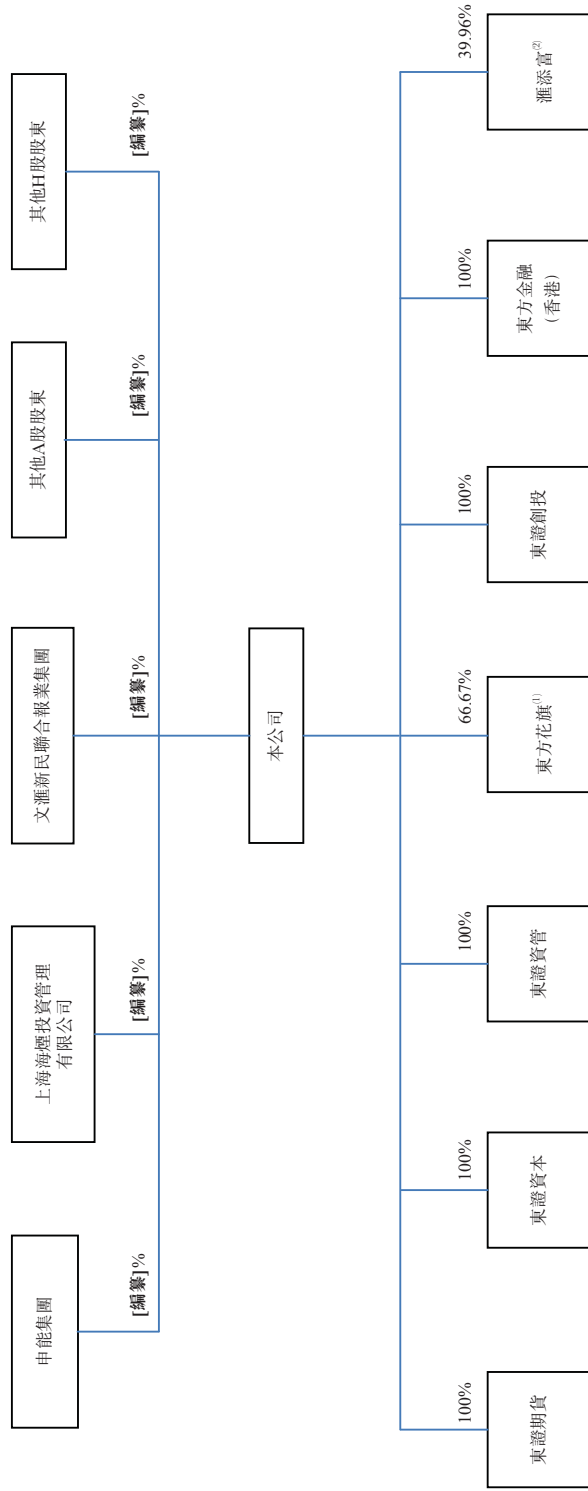 申能集團
上海海煙投資管理
有限公司
文滙新民聯合報業集團
其他A股股東
其他H股股東
[編纂]%
[編纂]%
[編纂]%
[編纂]%
[編纂]%
本公司
100%
100%
100%
66.67%
100%
100%
39.96%
東證期貨
東證資本
東證資管
東方花旗(1)
東證創投
東方金融
(香港)
滙添富(2)